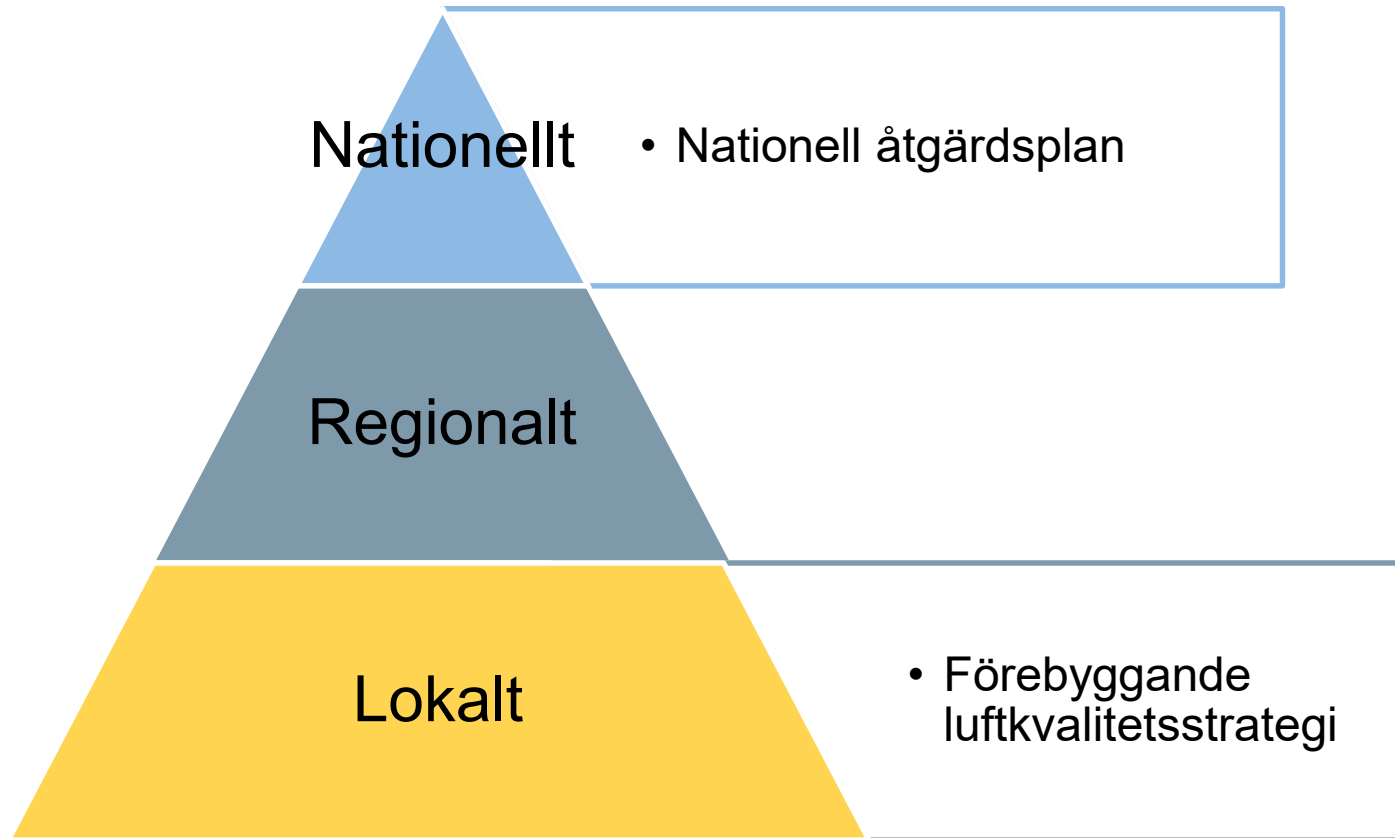 Nationellt
• Nationell åtgärdsplan
Regionalt
Lokalt
• Förebyggande
luftkvalitetsstrategi